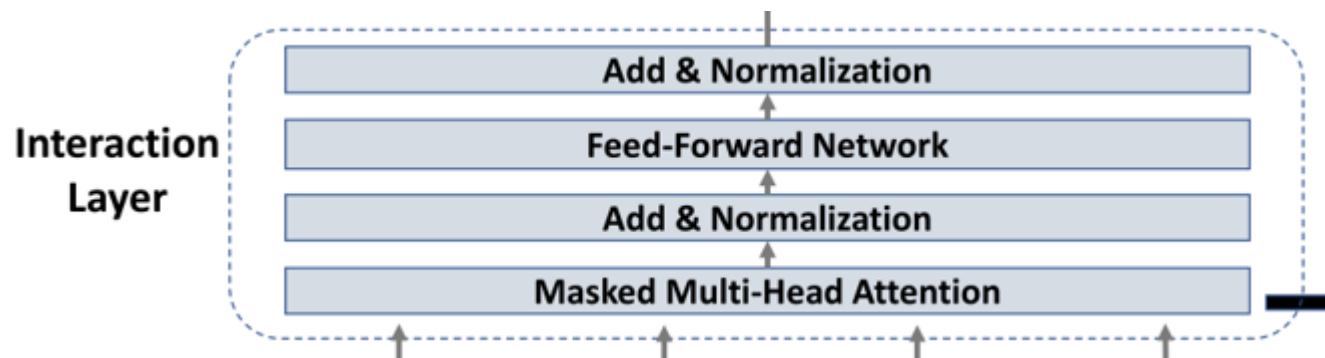 Interaction
Layer
Add & Normalization
Feed-Forward Network
Add & Normalization
Masked Multi-Head Attention